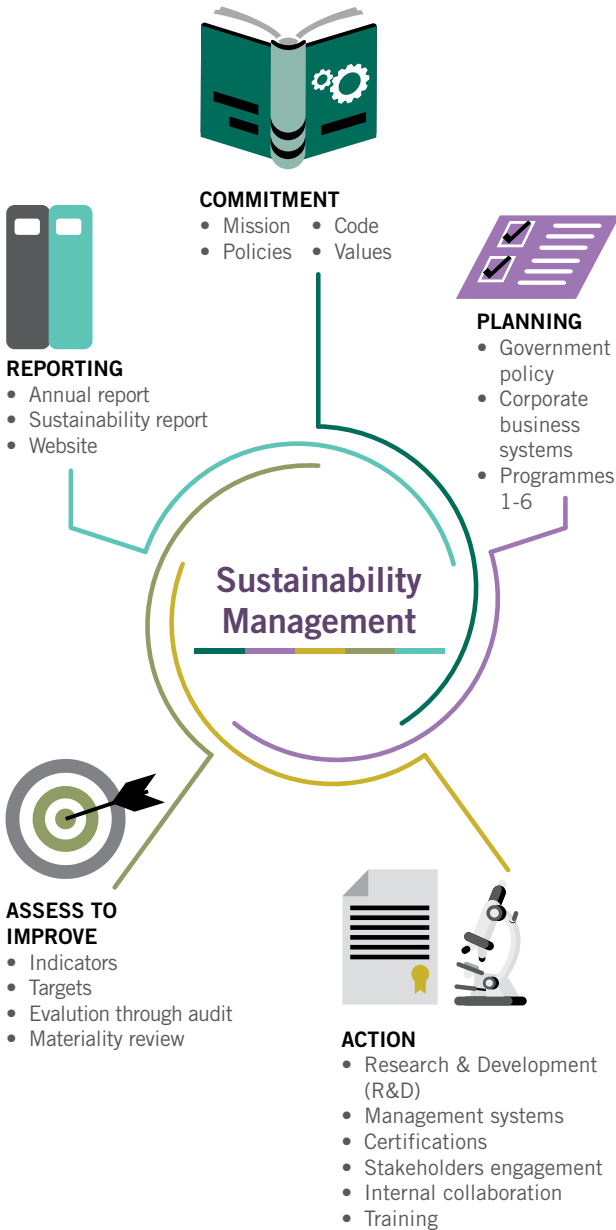 COMMITMENT
• Mission • Code
• Policies • Values
PLANNING
• Government
policy
• Corporate
business
systems
• Programmes
1-6
REPORTING
• Annual report
• Sustainability report
• Website
Sustainability
Management
ASSESS TO
IMPROVE
• Indicators
• Targets
• Evalution through audit
• Materiality review
ACTION
• Research & Development
(R&D)
• Management systems
• Certifications
• Stakeholders engagement
• Internal collaboration
• Training